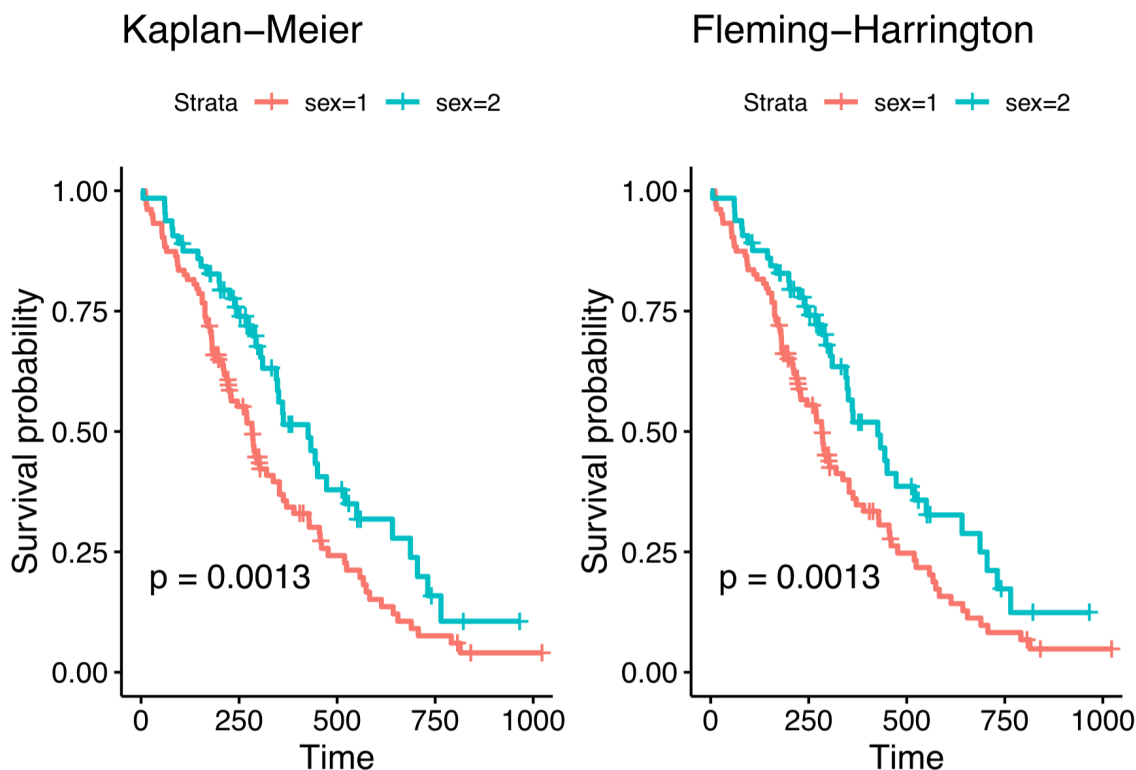 Kaplan−Meier
Strata sex=1 sex=2
1.00
0.75
0.50
0.25
0.00
Survival probability
p = 0.0013
0 250 500 750 1000
Time
Fleming−Harrington
Strata sex=1 sex=2
1.00
0.75
0.50
0.25
0.00
Survival probability
p = 0.0013
0 250 500 750 1000
Time